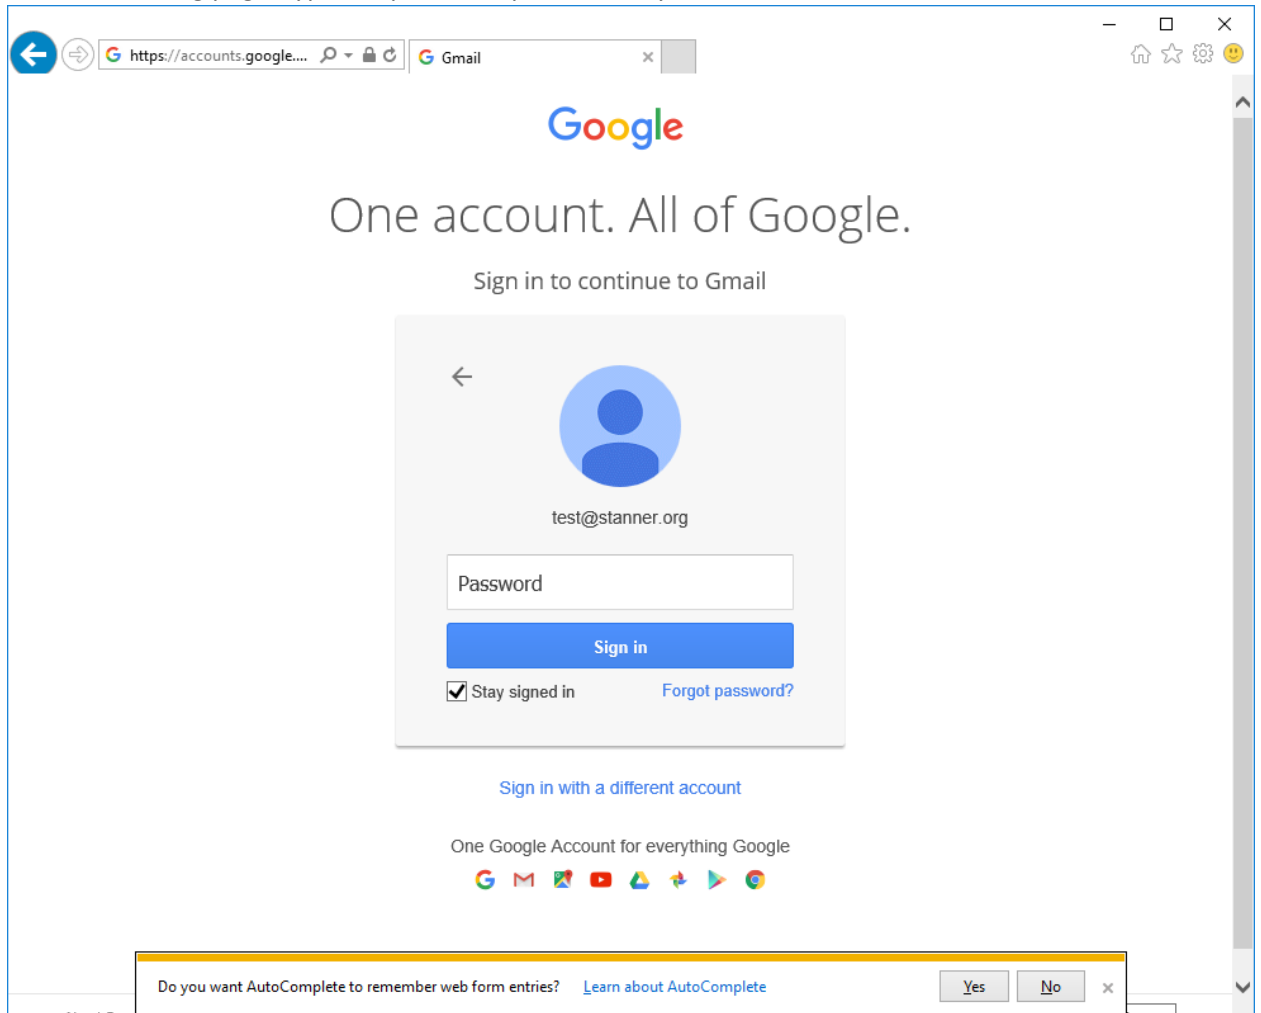 https://accounts.google....
Gmail
Google
One account. All of Google.
Sign in to continue to Gmail
test@stanner.org
Password
Sign in
Stay signed in Forgot password?
Sign in with a different account
One Google Account for everything Google
Do you want AutoComplete to remember web form entries? Learn about AutoComplete Yes No